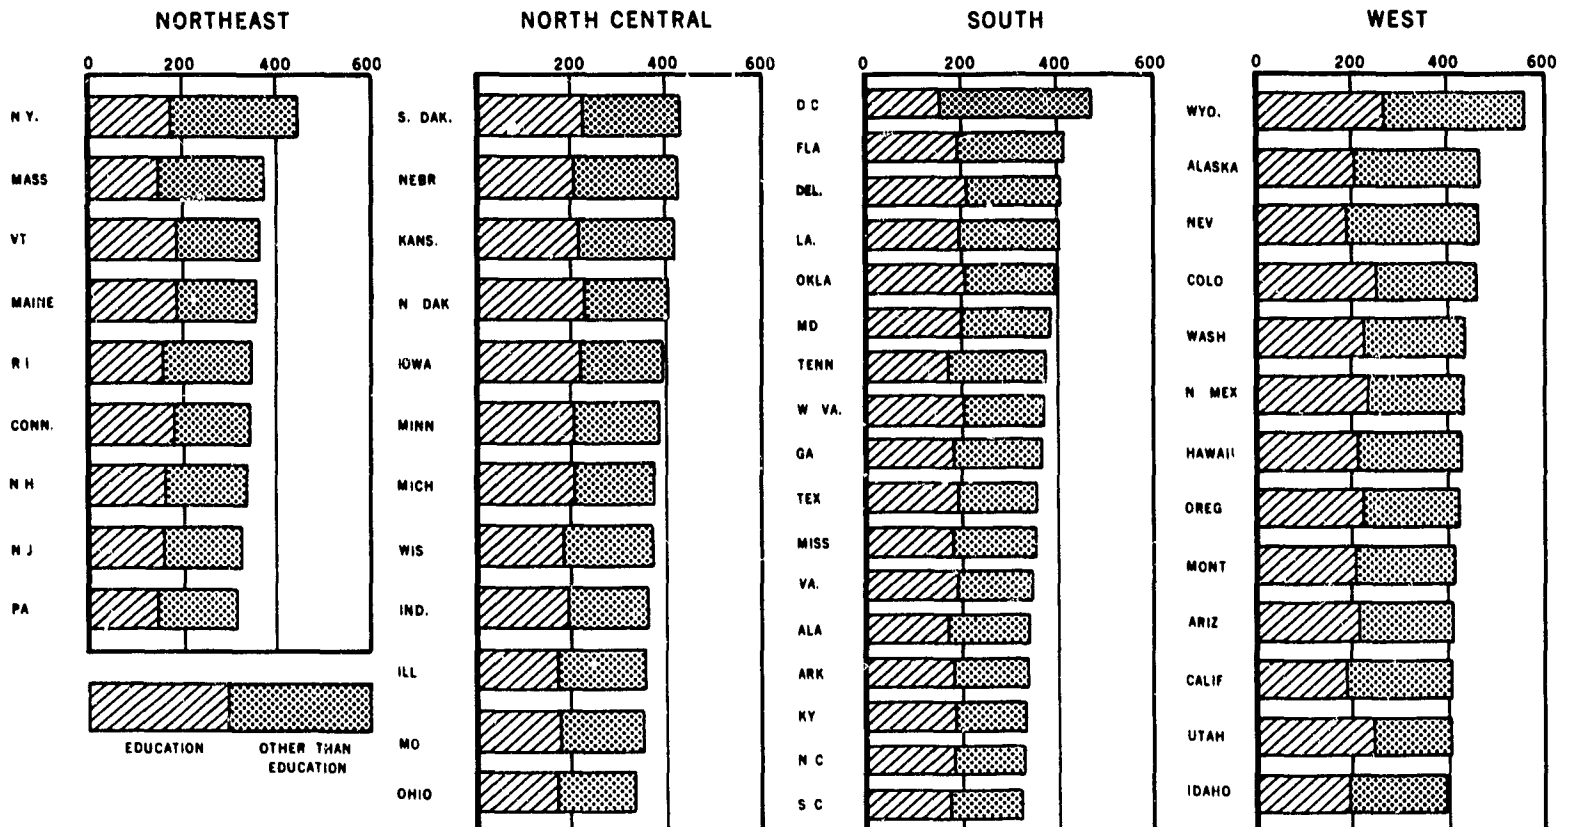 NORTHEAST
0 200 400 600
N Y.
MASS
VT
MAINE
R I
CONN.
N H
N J
PA
EDUCATION
OTHER THAN
EDUCATION
NORTH CENTRAL
200 400 600
S. DAK.
NEBR
KANS.
N DAK
IOWA
MINN
MICH
WIS
IND.
ILL
MO
OHIO
SOUTH
0 200 400 600
D C
FLA
DEL.
LA.
OKLA
MD
TENN
W VA.
GA
TEX
MISS
VA.
ALA
ARK
KY
N C
S C
WEST
0 200 400 600
WYO.
ALASKA
NEV
COLO
WASH
N MEX
HAWAII
OREG
MONT
ARIZ
CALIF
UTAH
IDAHO